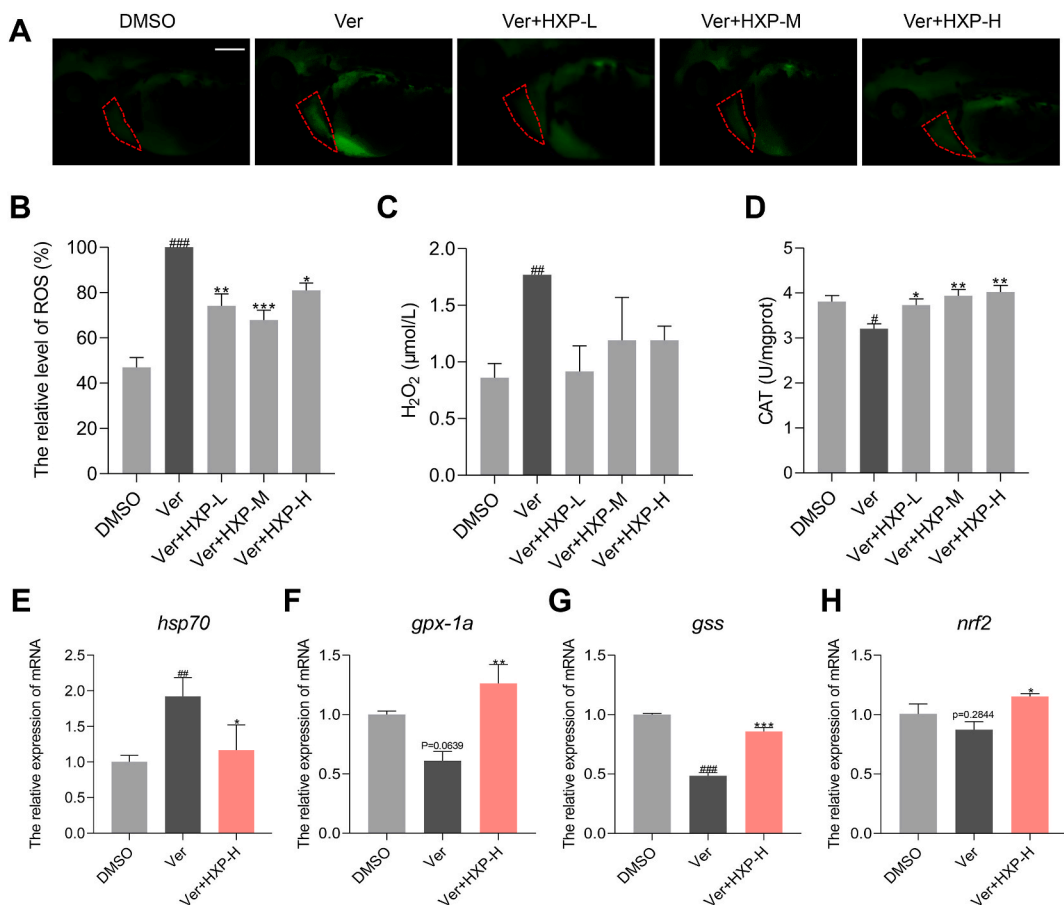 A
DMSO
Ver
Ver+HXP-L
Ver+HXP-M
Ver+HXP-H
B
The relative level of ROS (%)
100
80
60
40
20
0
###
**
***
*
DMSO
Ver
Ver+HXP-L
Ver+HXP-M
Ver+HXP-H
C
H₂O₂ (μmol/L)
2.0
1.5
1.0
0.5
0.0
##
DMSO
Ver
Ver+HXP-L
Ver+HXP-M
Ver+HXP-H
D
CAT (U/mgprot)
5
4
3
2
1
0
#
*
**
**
DMSO
Ver
Ver+HXP-L
Ver+HXP-M
Ver+HXP-H
E
hsp70
The relative expression of mRNA
2.5
2.0
1.5
1.0
0.5
0.0
##
*
DMSO
Ver
Ver+HXP-H
F
gpx-1a
The relative expression of mRNA
1.5
1.0
0.5
0.0
P=0.0639
**
DMSO
Ver
Ver+HXP-H
G
gss
The relative expression of mRNA
1.5
1.0
0.5
0.0
###
***
DMSO
Ver
Ver+HXP-H
H
nrf2
The relative expression of mRNA
1.5
1.0
0.5
0.0
p=0.2844
*
DMSO
Ver
Ver+HXP-H